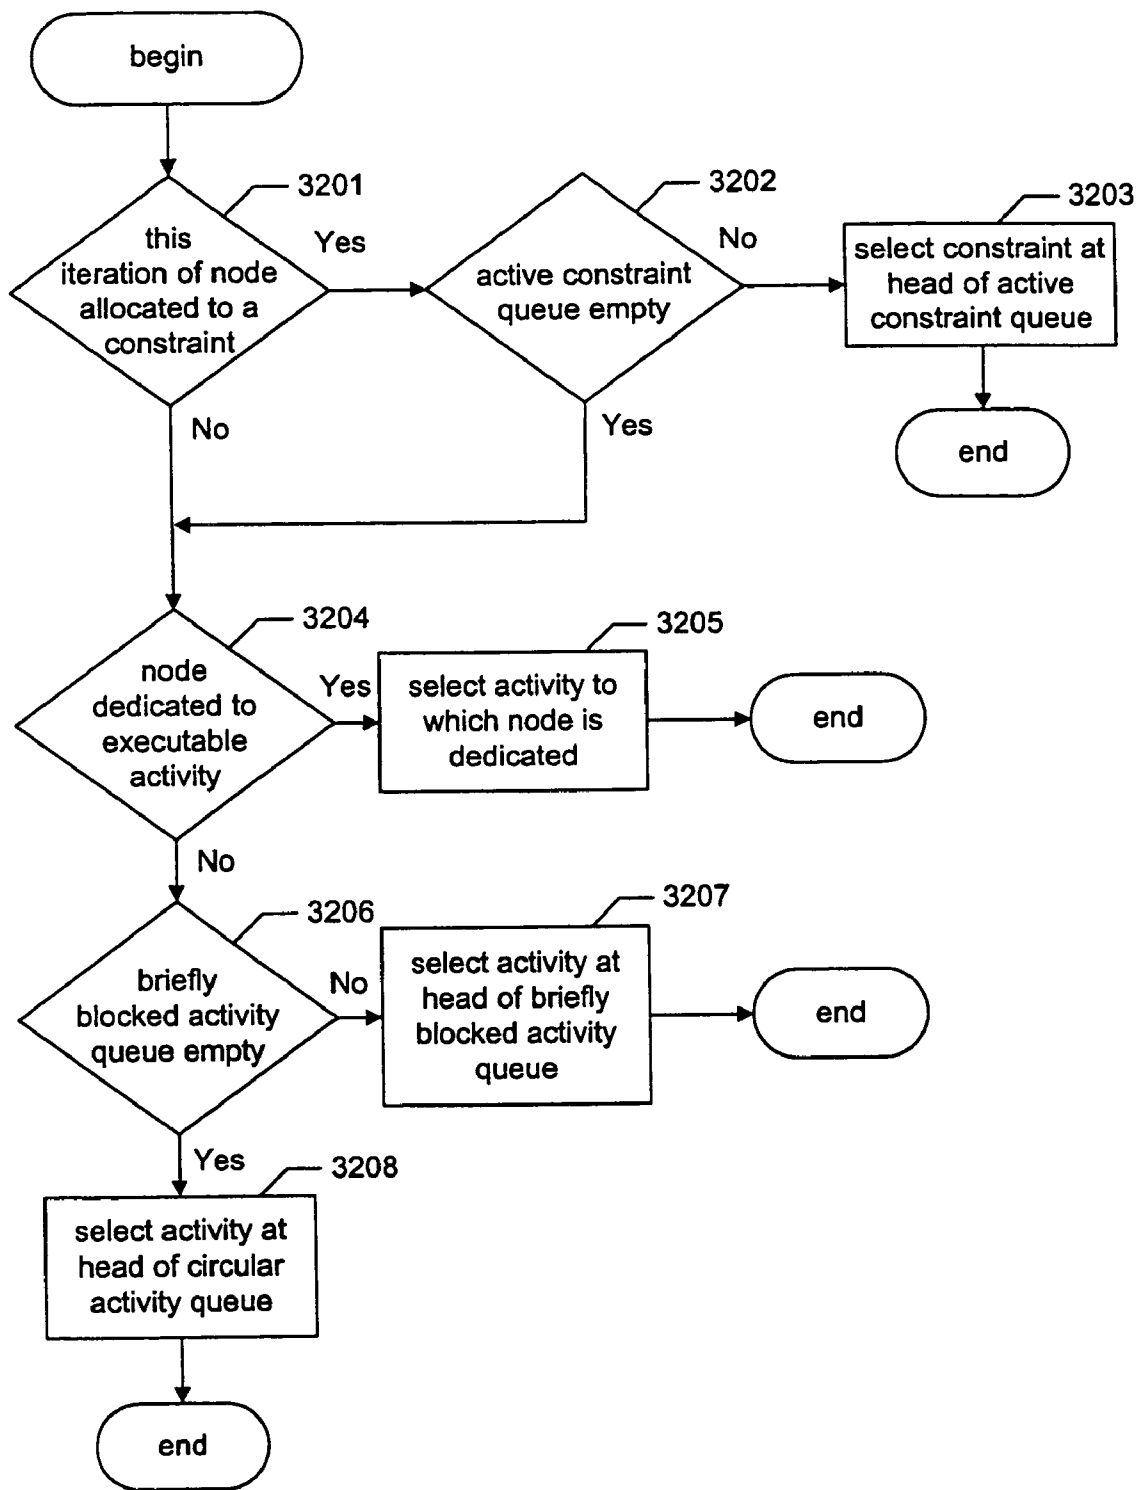 begin
3201
this
iteration of node
allocated to a
constraint
Yes
No
3202
active constraint
queue empty
No
Yes
3203
select constraint at
head of active
constraint queue
end
3204
node
dedicated to
executable
activity
Yes
No
3205
select activity to
which node is
dedicated
end
3206
briefly
blocked activity
queue empty
No
Yes
3207
select activity at
head of briefly
blocked activity
queue
end
3208
select activity at
head of circular
activity queue
end